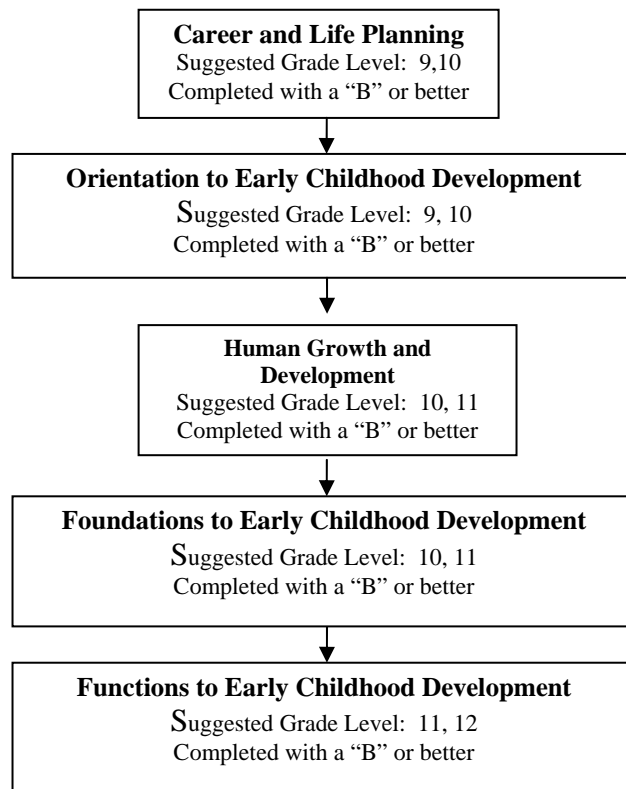 Career and Life Planning
Suggested Grade Level:  9,10
Completed with a “B” or better
Orientation to Early Childhood Development
Suggested Grade Level:  9, 10
Completed with a “B” or better
Human Growth and
Development
Suggested Grade Level:  10, 11
Completed with a “B” or better
Foundations to Early Childhood Development
Suggested Grade Level:  10, 11
Completed with a “B” or better
Functions to Early Childhood Development
Suggested Grade Level:  11, 12
Completed with a “B” or better